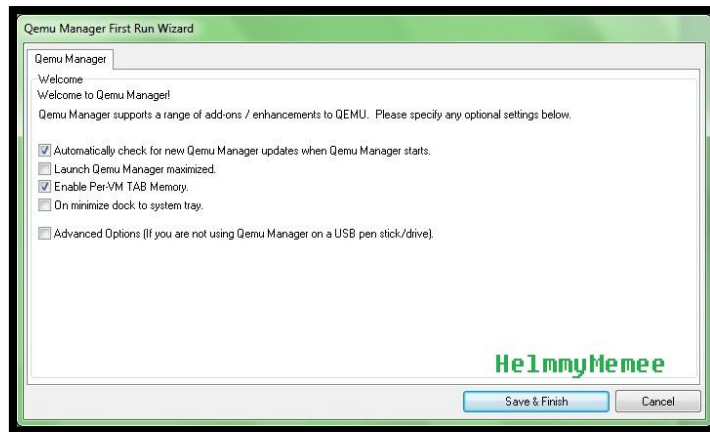 Qemu Manager First Run Wizard
Qemu Manager
Welcome
Welcome to Qemu Manager!
Qemu Manager supports a range of add-ons / enhancements to QEMU. Please specify any optional settings below.
Automatically check for new Qemu Manager updates when Qemu Manager starts.
Launch Qemu Manager maximized.
Enable Per-VM TAB Memory.
On minimize dock to system tray.
Advanced Options (If you are not using Qemu Manager on a USB pen stick/drive).
HelmmyMemee
Save & Finish
Cancel